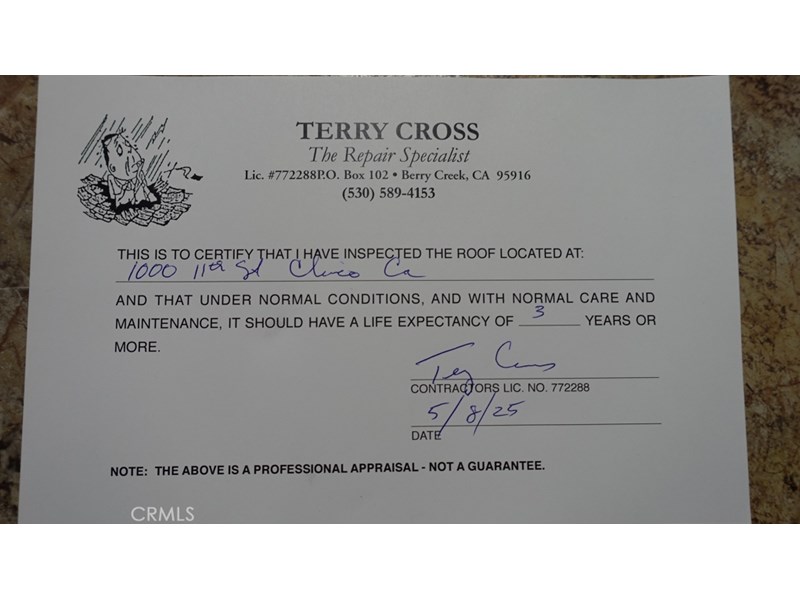 TERRY CROSS
The Repair Specialist
Lic. #772288P.O. Box 102 • Berry Creek, CA 95916
(530) 589-4153
THIS IS TO CERTIFY THAT I HAVE INSPECTED THE ROOF LOCATED AT:
1000 11th St Chico Ca
AND THAT UNDER NORMAL CONDITIONS, AND WITH NORMAL CARE AND
MAINTENANCE, IT SHOULD HAVE A LIFE EXPECTANCY OF 3 YEARS OR
MORE.
Terry Cross
CONTRACTORS LIC. NO. 772288
5/8/25
DATE
NOTE: THE ABOVE IS A PROFESSIONAL APPRAISAL - NOT A GUARANTEE.
CRMLS